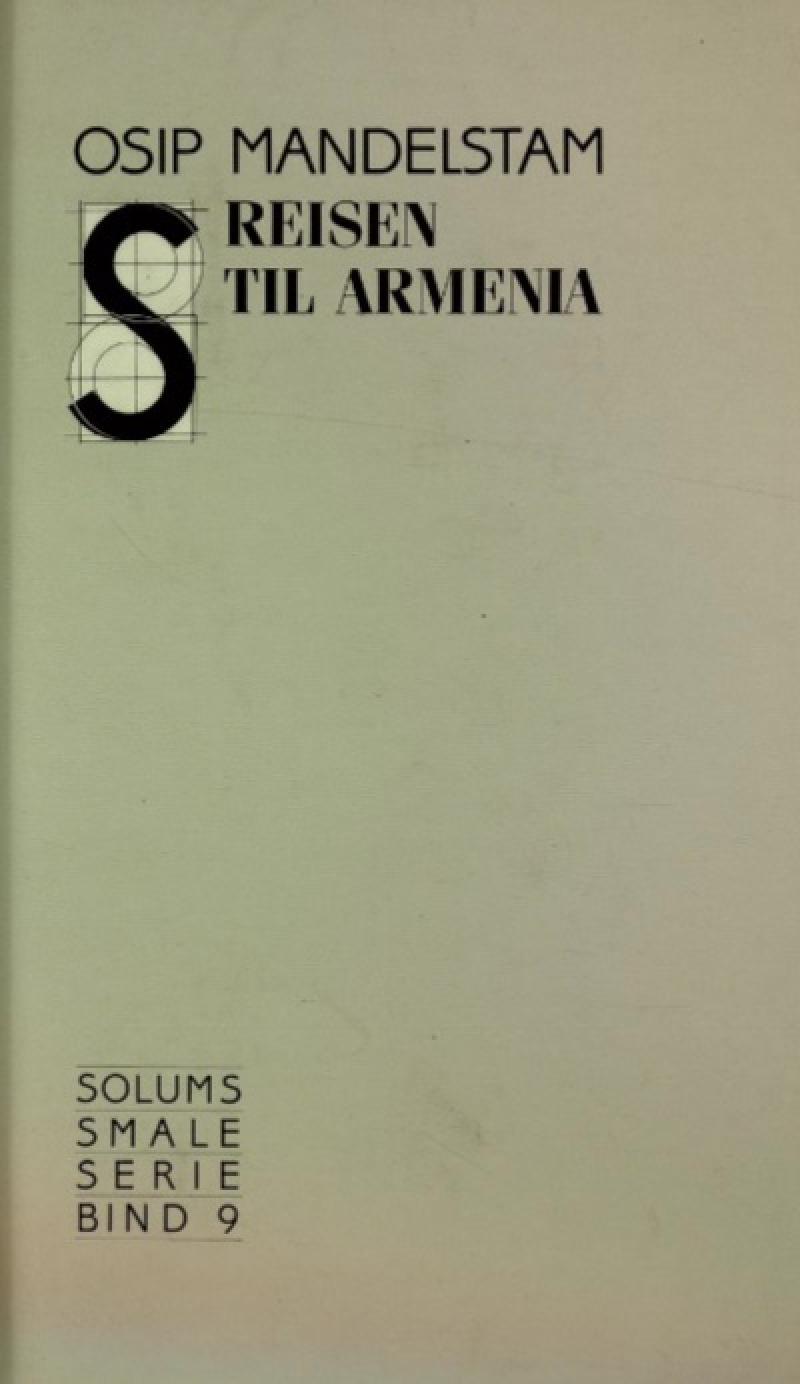 OSIP MANDELSTAM
S
REISEN
TIL ARMENIA
SOLUMS
SMALE
SERIE
BIND 9